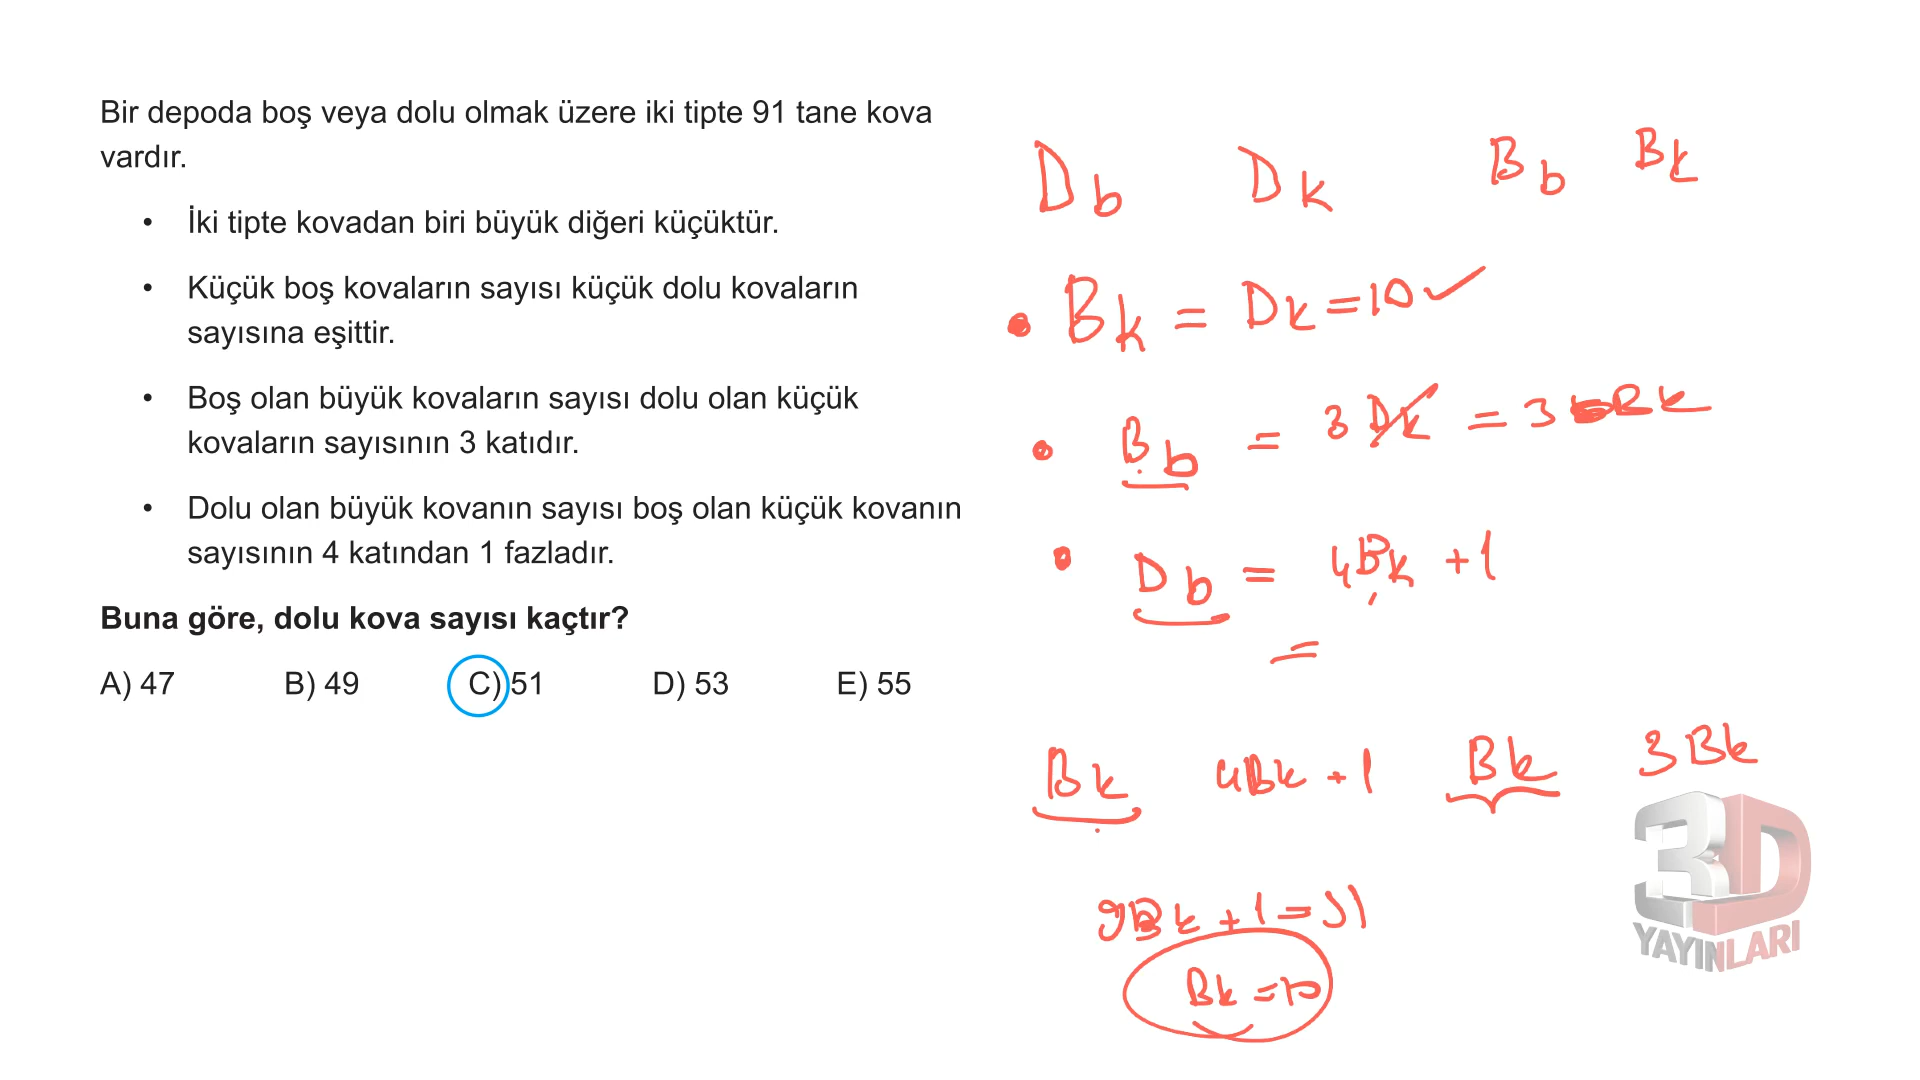 Bir depoda boş veya dolu olmak üzere iki tipte 91 tane kova
vardır.
• İki tipte kovadan biri büyük diğeri küçüktür.
• Küçük boş kovaların sayısı küçük dolu kovaların
sayısına eşittir.
• Boş olan büyük kovaların sayısı dolu olan küçük
kovaların sayısının 3 katıdır.
• Dolu olan büyük kovanın sayısı boş olan küçük kovanın
sayısının 4 katından 1 fazladır.
Buna göre, dolu kova sayısı kaçtır?
A) 47 B) 49 C) 51 D) 53 E) 55
Db Dk Bb Bk
• Bk = Dk = 10 ✓
• Bb = 3 Dk = 3 Bk
• Db = 4Bk + 1
=
Bk 4Bk + 1 Bk 3Bk
9Bk + 1 = 91
Bk = 10
3D
YAYINLARI